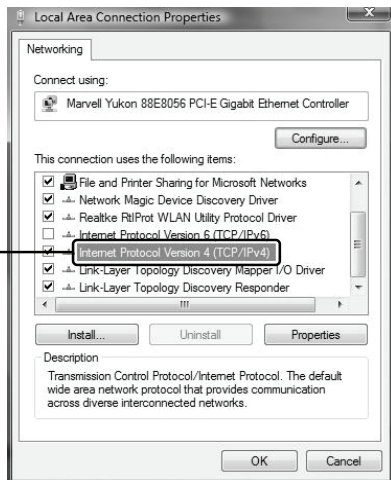 Local Area Connection Properties
Networking
Connect using:
Marvell Yukon 88E8056 PCI-E Gigabit Ethernet Controller
Configure...
This connection uses the following items:
File and Printer Sharing for Microsoft Networks
Network Magic Device Discovery Driver
Realtke RtlProt WLAN Utility Protocol Driver
Internet Protocol Version 6 (TCP/IPv6)
Internet Protocol Version 4 (TCP/IPv4)
Link-Layer Topology Discovery Mapper I/O Driver
Link-Layer Topology Discovery Responder
Install... Uninstall Properties
Description
Transmission Control Protocol/Internet Protocol. The default
wide area network protocol that provides communication
across diverse interconnected networks.
OK Cancel